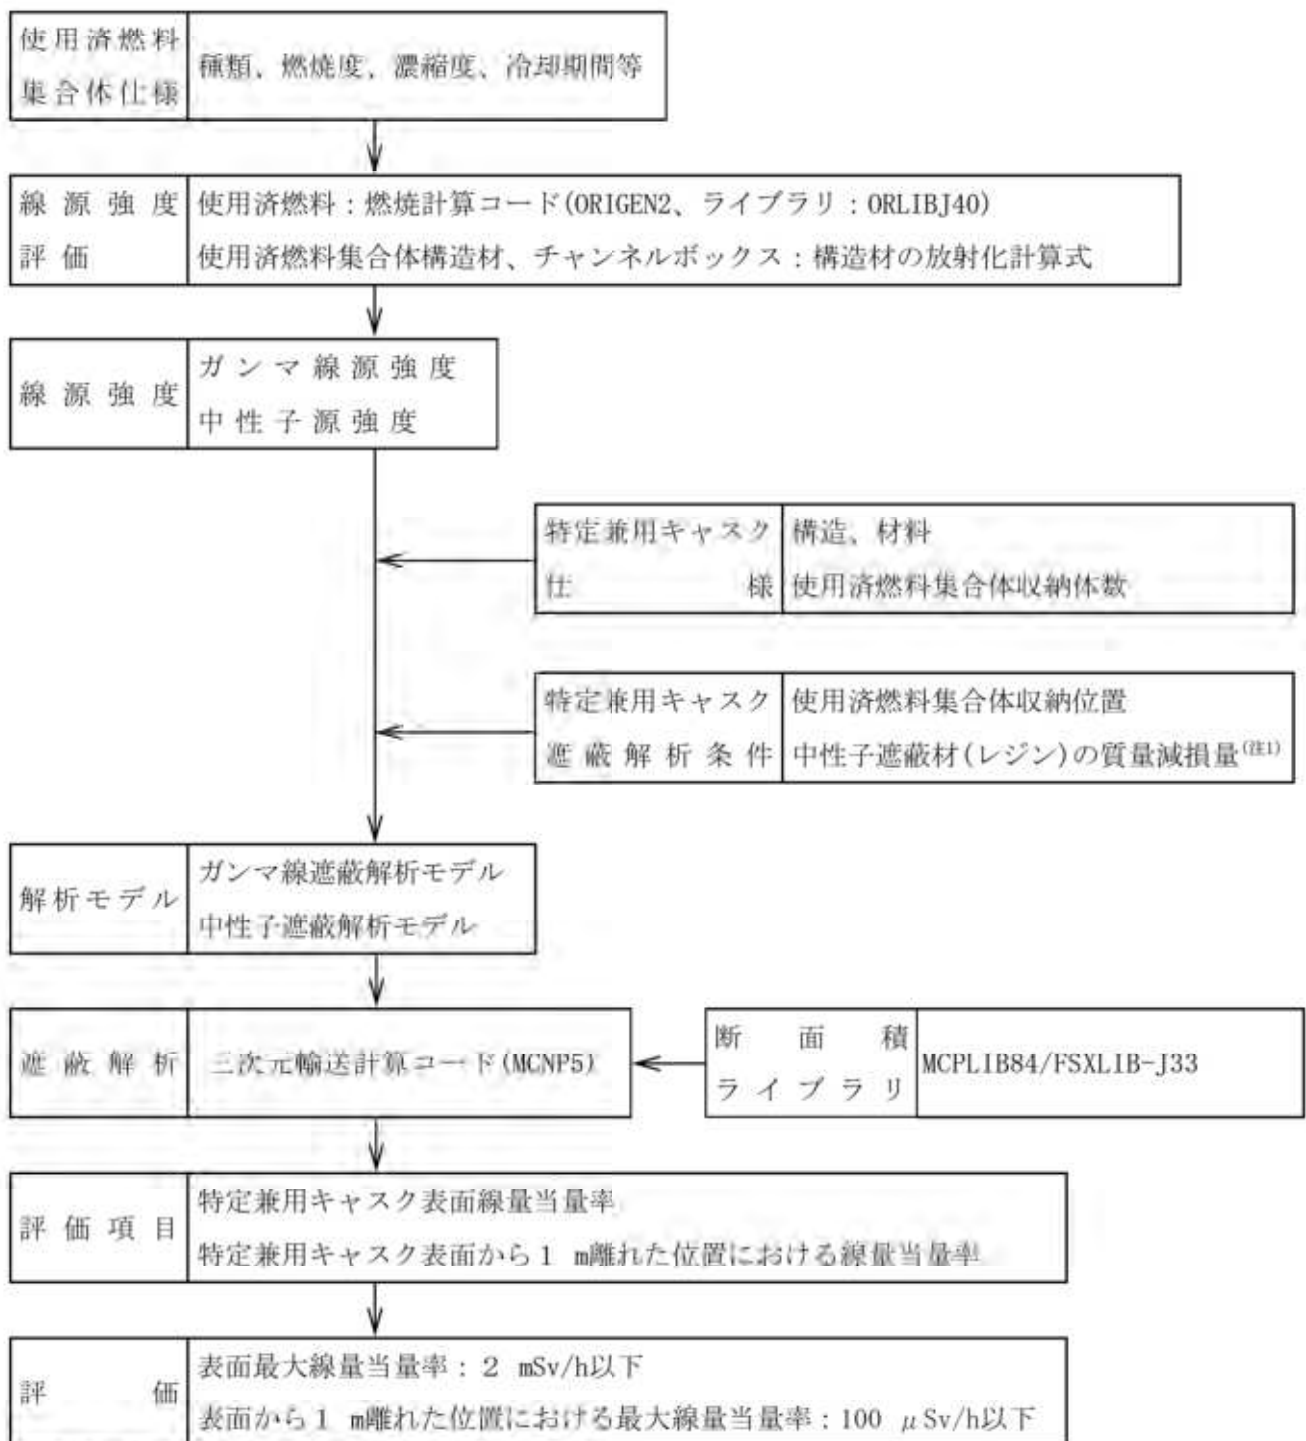 使用済燃料
集合体仕様
種類、燃焼度、濃縮度、冷却期間等
線源強度
評価
使用済燃料:燃焼計算コード(ORIGEN2、ライブラリ:ORLIBJ40)
使用済燃料集合体構造材、チャンネルボックス:構造材の放射化計算式
線源強度
ガンマ線源強度
中性子源強度
特定兼用キャスク
仕様
構造、材料
使用済燃料集合体収納体数
特定兼用キャスク
遮蔽解析条件
使用済燃料集合体収納位置
中性子遮蔽材(レジン)の質量減損量(注1)
解析モデル
ガンマ線遮蔽解析モデル
中性子遮蔽解析モデル
遮蔽解析
三次元輸送計算コード(MCNP5)
断面積
ライブラリ
MCPLIB84/FSXLIB-J33
評価項目
特定兼用キャスク表面線量当量率
特定兼用キャスク表面から1 m離れた位置における線量当量率
評価
表面最大線量当量率:2 mSv/h以下
表面から1 m離れた位置における最大線量当量率:100 μSv/h以下